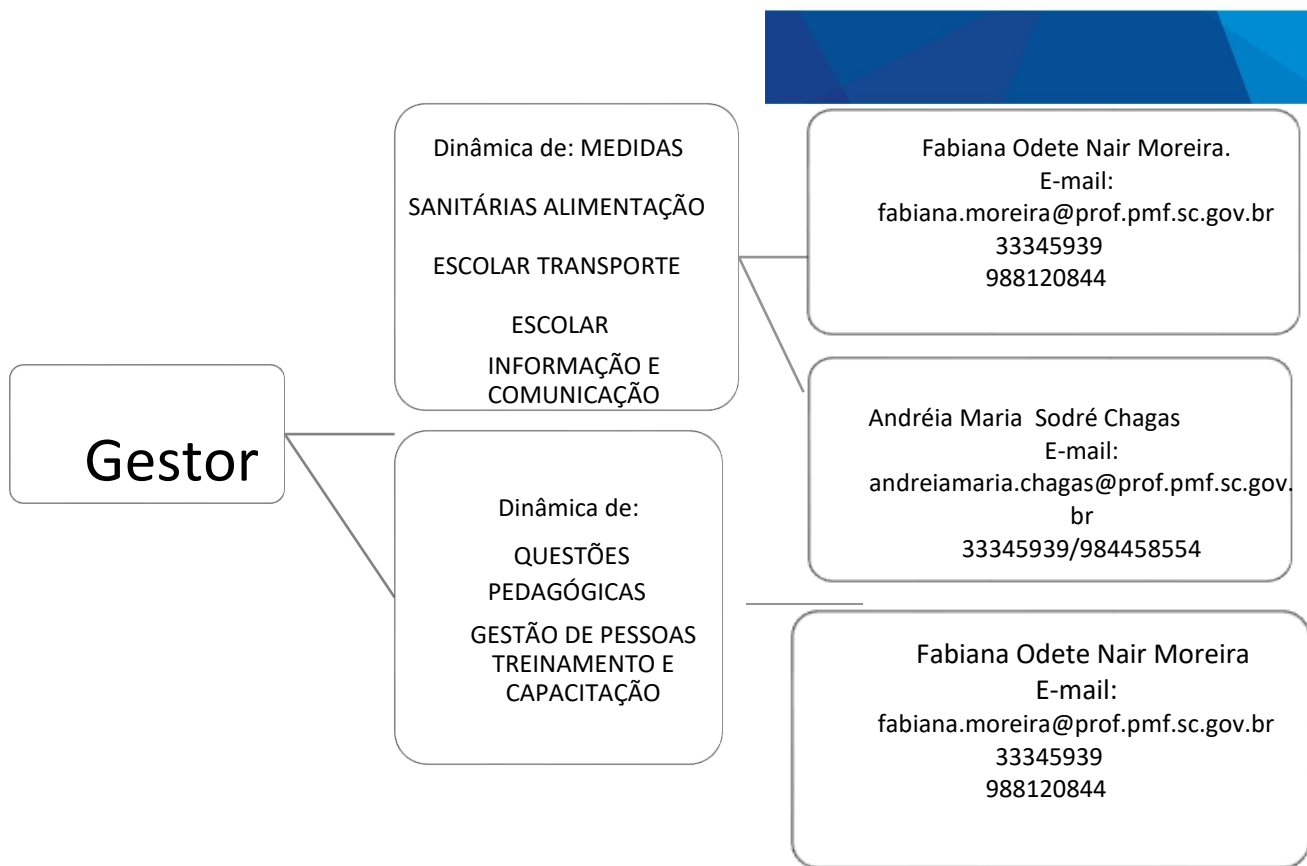 Gestor
Dinâmica de: MEDIDAS
SANITÁRIAS ALIMENTAÇÃO
ESCOLAR TRANSPORTE
ESCOLAR
INFORMAÇÃO E
COMUNICAÇÃO
Dinâmica de:
QUESTÕES
PEDAGÓGICAS
GESTÃO DE PESSOAS
TREINAMENTO E
CAPACITAÇÃO
Fabiana Odete Nair Moreira.
E-mail:
fabiana.moreira@prof.pmf.sc.gov.br
33345939
988120844
Andréia Maria  Sodré Chagas
E-mail:
andreiamaria.chagas@prof.pmf.sc.gov.
br
33345939/984458554
Fabiana Odete Nair Moreira
E-mail:
fabiana.moreira@prof.pmf.sc.gov.br
33345939
988120844